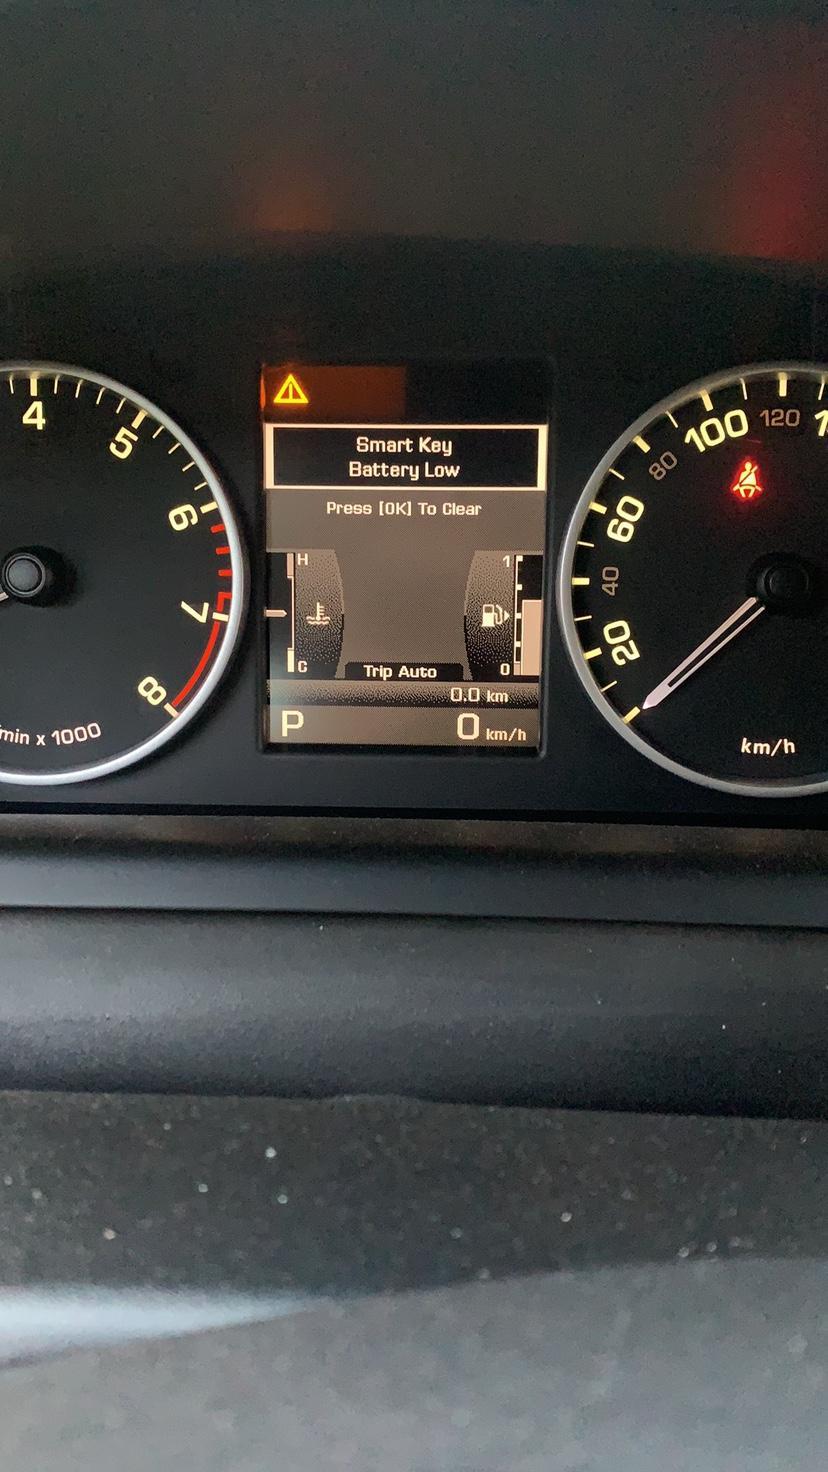 4
5
6
7
8
min x 1000
Smart Key
Battery Low
Press [OK] To Clear
H
C
1
0
Trip Auto
0.0 km
P
0 km/h
20
40
60
80
100
120
km/h